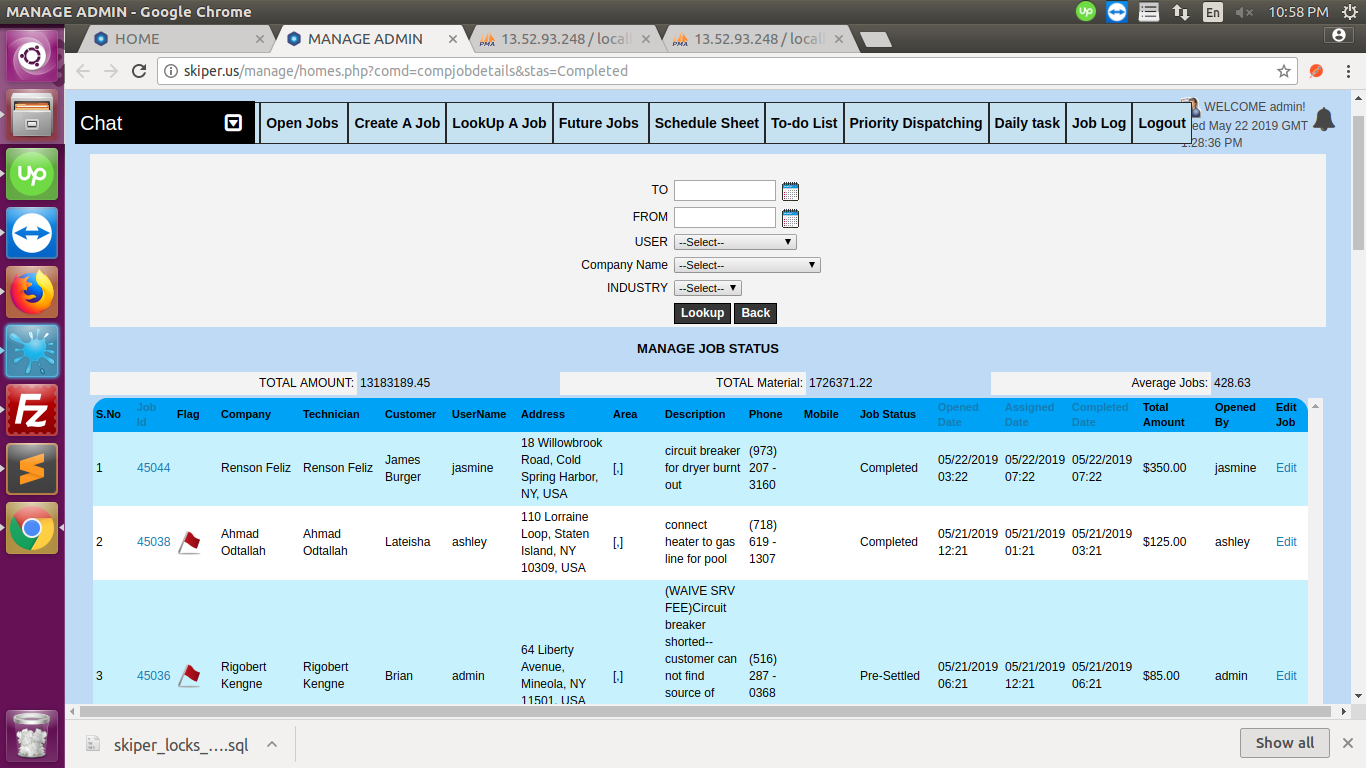 MANAGE ADMIN - Google Chrome
Up
En
10:58 PM
HOME
MANAGE ADMIN
PMA 13.52.93.248 / local
PMA 13.52.93.248 / local
skiper.us/manage/homes.php?comd=compjobdetails&stas=Completed
Chat
Open Jobs
Create A Job
LookUp A Job
Future Jobs
Schedule Sheet
To-do List
Priority Dispatching
Daily task
Job Log
Logout
WELCOME admin!
ed May 22 2019 GMT
1:28:36 PM
TO
FROM
USER --Select--
Company Name --Select--
INDUSTRY --Select--
Lookup Back
MANAGE JOB STATUS
TOTAL AMOUNT: 13183189.45 TOTAL Material: 1726371.22 Average Jobs: 428.63
S.No
Job
Id
Flag
Company
Technician
Customer
UserName
Address
Area
Description
Phone
Mobile
Job Status
Opened
Date
Assigned
Date
Completed
Date
Total
Amount
Opened
By
Edit
Job
1
45044
Renson Feliz
Renson Feliz
James
Burger
jasmine
18 Willowbrook
Road, Cold
Spring Harbor,
NY, USA
[,]
circuit breaker
for dryer burnt
out
(973)
207 -
3160
Completed
05/22/2019
03:22
05/22/2019
07:22
05/22/2019
07:22
$350.00
jasmine
Edit
2
45038
Ahmad
Odtallah
Ahmad
Odtallah
Lateisha
ashley
110 Lorraine
Loop, Staten
Island, NY
10309, USA
[,]
connect
heater to gas
line for pool
(718)
619 -
1307
Completed
05/21/2019
12:21
05/21/2019
01:21
05/21/2019
03:21
$125.00
ashley
Edit
3
45036
Rigobert
Kengne
Rigobert
Kengne
Brian
admin
64 Liberty
Avenue,
Mineola, NY
11501, USA
[,]
(WAIVE SRV
FEE)Circuit
breaker
shorted--
customer can
not find
source of
(516)
287 -
0368
Pre-Settled
05/21/2019
06:21
05/21/2019
12:21
05/21/2019
06:21
$85.00
admin
Edit
skiper_locks_....sql
Show all